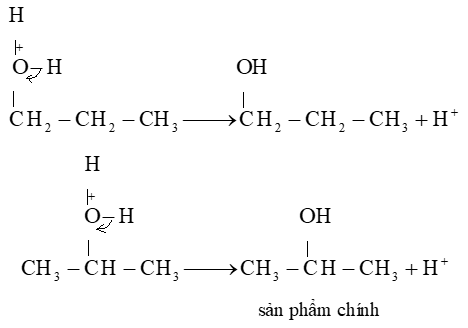 H
+
O – H
OH
CH₂ – CH₂ – CH₃ ⟶ CH₂ – CH₂ – CH₃ + H⁺
H
+
O – H
OH
CH₃ – CH – CH₃ ⟶ CH₃ – CH – CH₃ + H⁺
sản phẩm chính